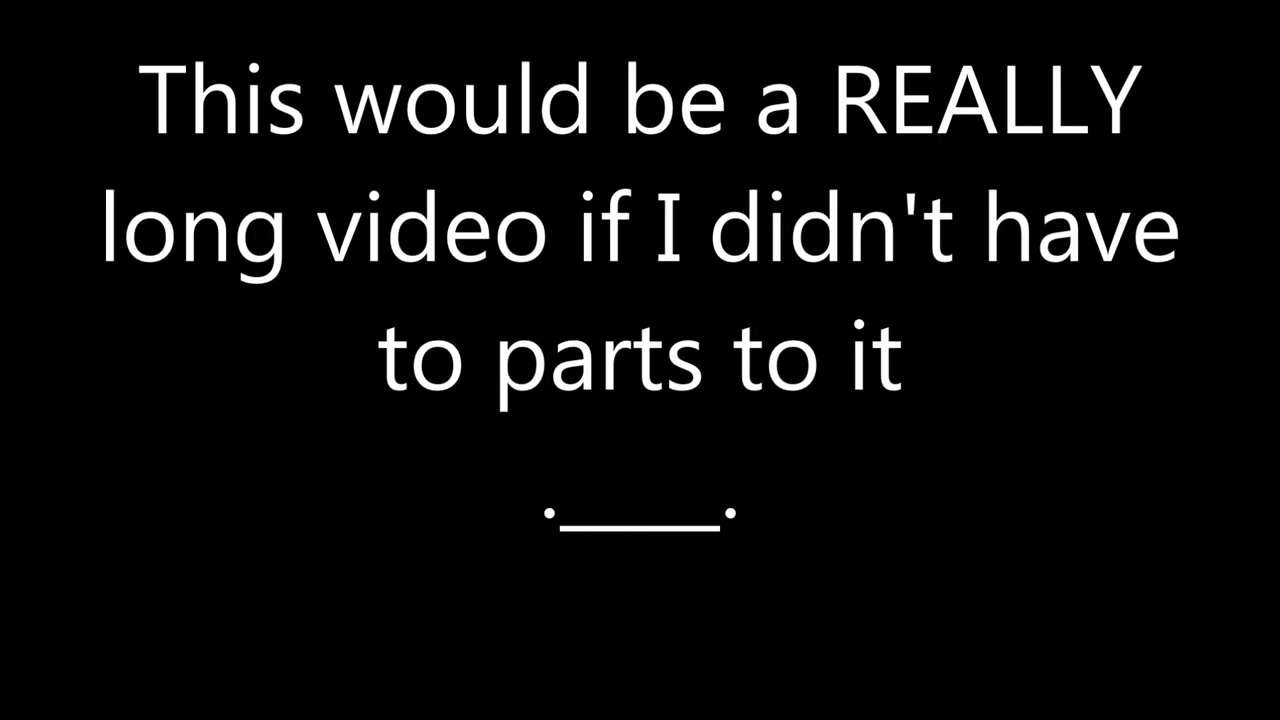 This would be a REALLY
long video if I didn't have
to parts to it
._____.